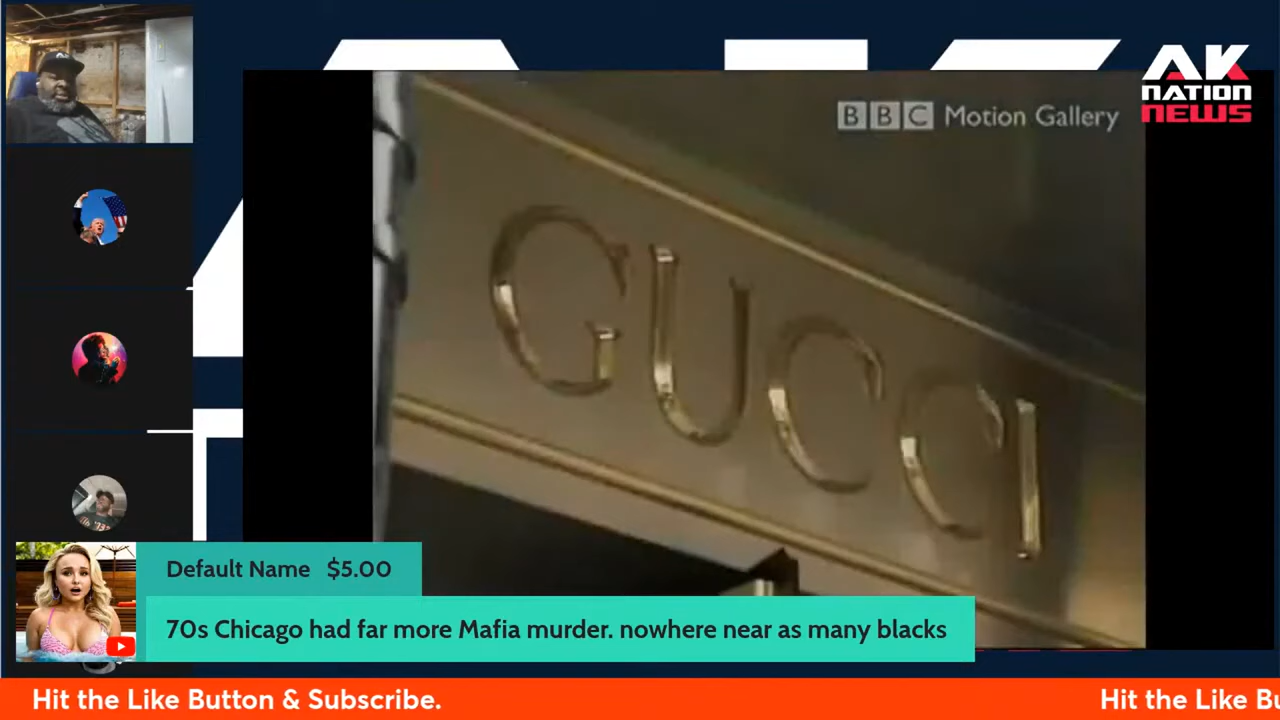 BBC Motion Gallery
AK
NATION
NEWS
GUCCI
Default Name $5.00
70s Chicago had far more Mafia murder. nowhere near as many blacks
Hit the Like Button & Subscribe.
Hit the Like Bu